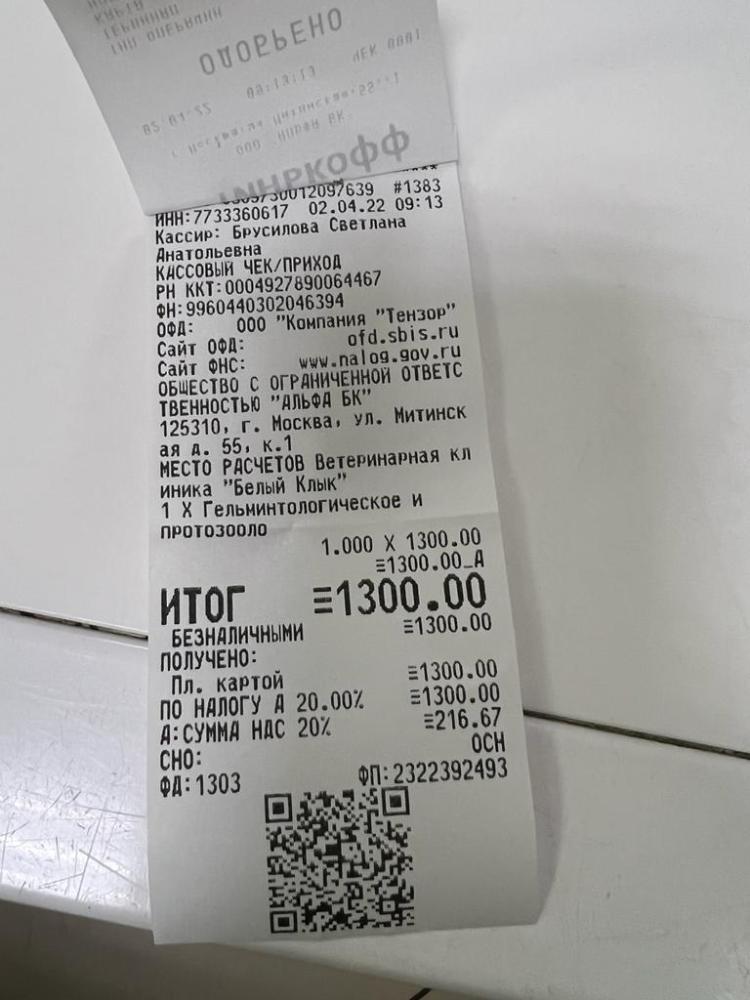 ОДОБРЕНО
#1383
ИНН:7733360617 02.04.22 09:13
Кассир: Брусилова Светлана
Анатольевна
КАССОВЫЙ ЧЕК/ПРИХОД
РН ККТ:0004927890064467
ФН:9960440302046394
ОФД: ООО "Компания "Тензор"
Сайт ОФД: ofd.sbis.ru
Сайт ФНС: www.nalog.gov.ru
ОБЩЕСТВО С ОГРАНИЧЕННОЙ ОТВЕТС
ТВЕННОСТЬЮ "АЛЬФА БК"
125310, г. Москва, ул. Митинск
ая д. 55, к.1
МЕСТО РАСЧЕТОВ Ветеринарная кл
иника "Белый Клык"
1 X Гельминтологическое и
протозооло
1.000 X 1300.00
≡1300.00_А
ИТОГ ≡1300.00
БЕЗНАЛИЧНЫМИ ≡1300.00
ПОЛУЧЕНО:
Пл. картой ≡1300.00
ПО НАЛОГУ А 20.00% ≡1300.00
А:СУММА НДС 20% ≡216.67
СНО: ОСН
ФД:1303 ФП:2322392493